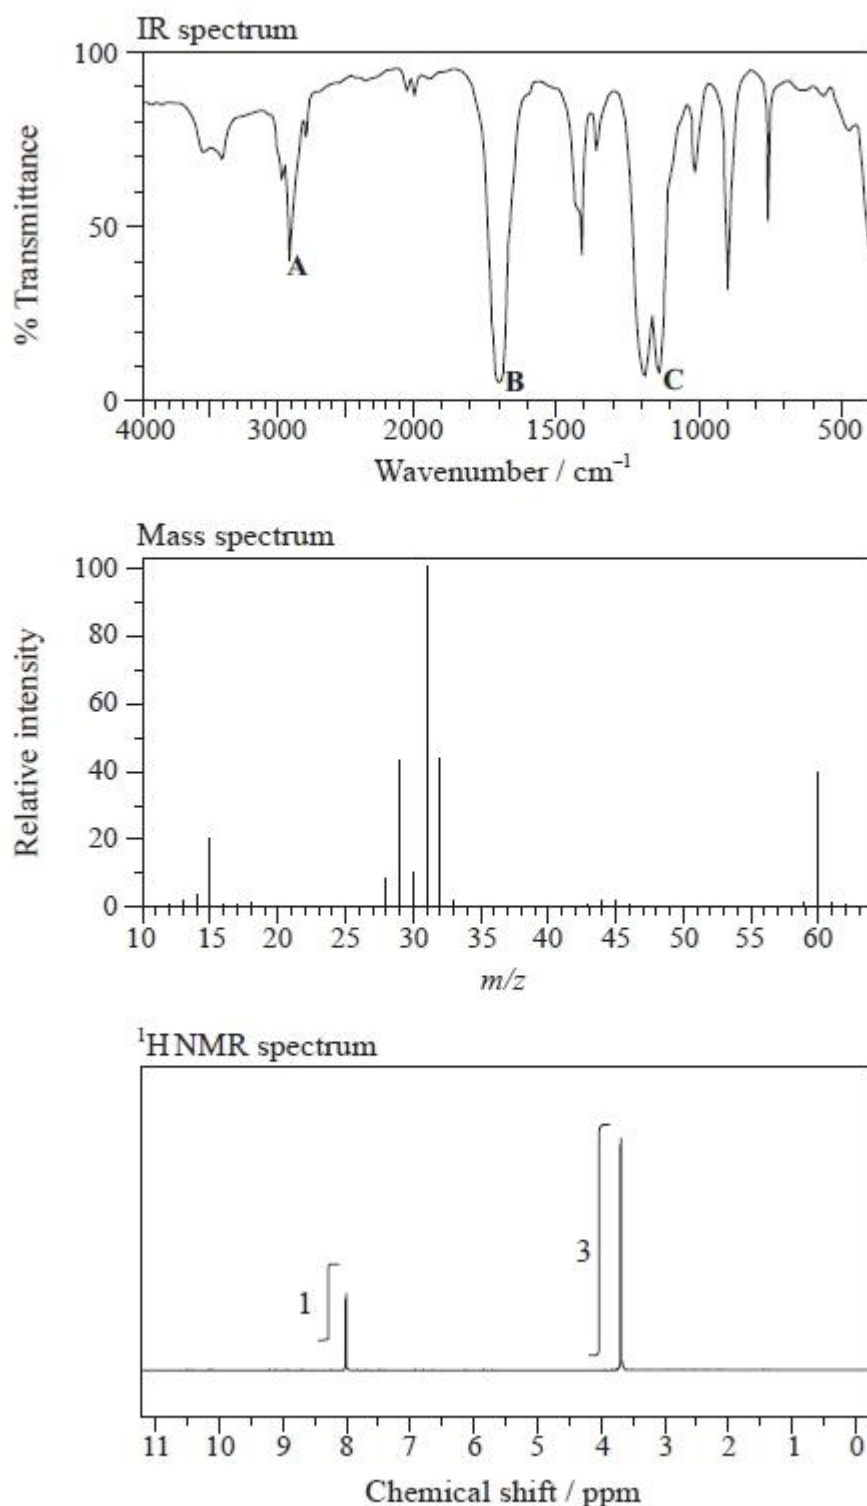 IR spectrum
100
50
0
% Transmittance
A
B
C
4000 3000 2000 1500 1000 500
Wavenumber / cm⁻¹
Mass spectrum
100
80
60
40
20
0
Relative intensity
10 15 20 25 30 35 40 45 50 55 60
m/z
¹H NMR spectrum
3
1
11 10 9 8 7 6 5 4 3 2 1 0
Chemical shift / ppm